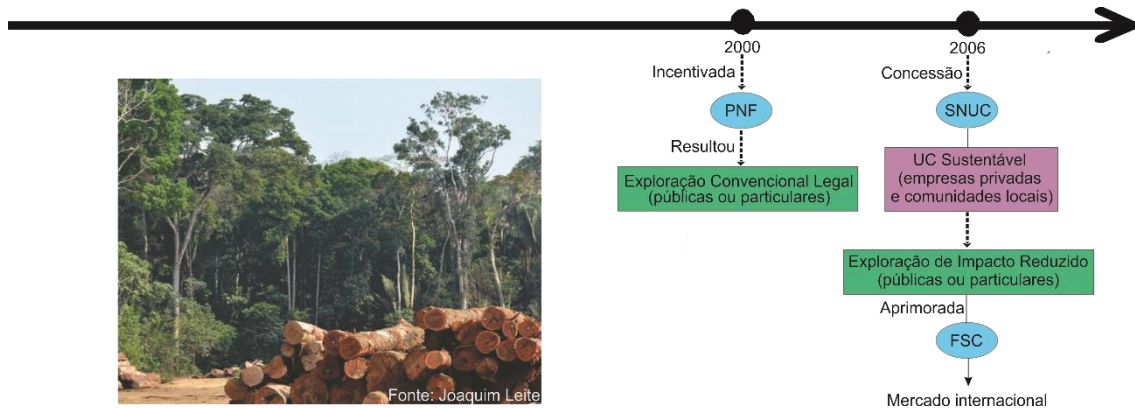 2000
Incentivada
PNF
Resultou
Exploração Convencional Legal
(públicas ou particulares)
2006
Concessão
SNUC
UC Sustentável
(empresas privadas
e comunidades locais)
Exploração de Impacto Reduzido
(públicas ou particulares)
Aprimorada
FSC
Mercado internacional
Fonte: Joaquim Leite